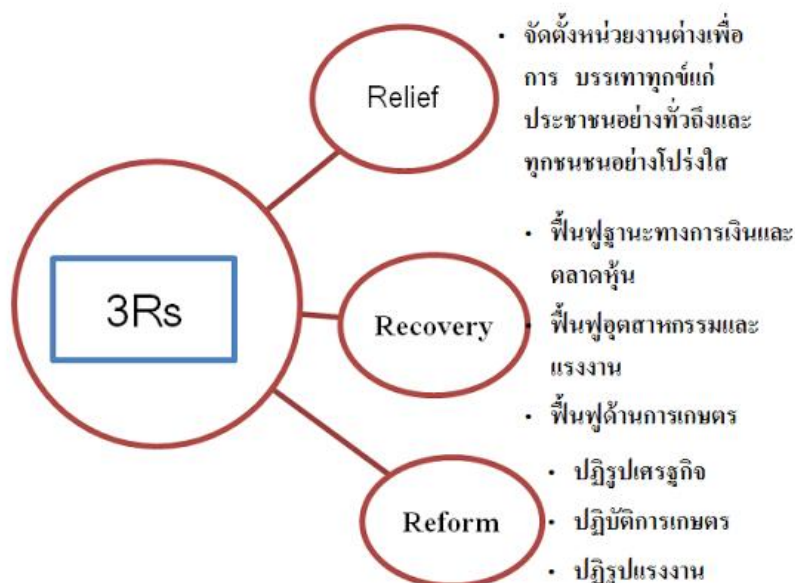 3Rs
Relief
• จัดตั้งหน่วยงานต่างเพื่อ
การ บรรเทาทุกข์แก่
ประชาชนอย่างทั่วถึงและ
ทุกชนชนอย่างโปร่งใส
Recovery
• ฟื้นฟูฐานะทางการเงินและ
ตลาดหุ้น
• ฟื้นฟูอุตสาหกรรมและ
แรงงาน
• ฟื้นฟูด้านการเกษตร
Reform
• ปฏิรูปเศรฐกิจ
• ปฏิบัติการเกษตร
• ปฏิรูปแรงงาน